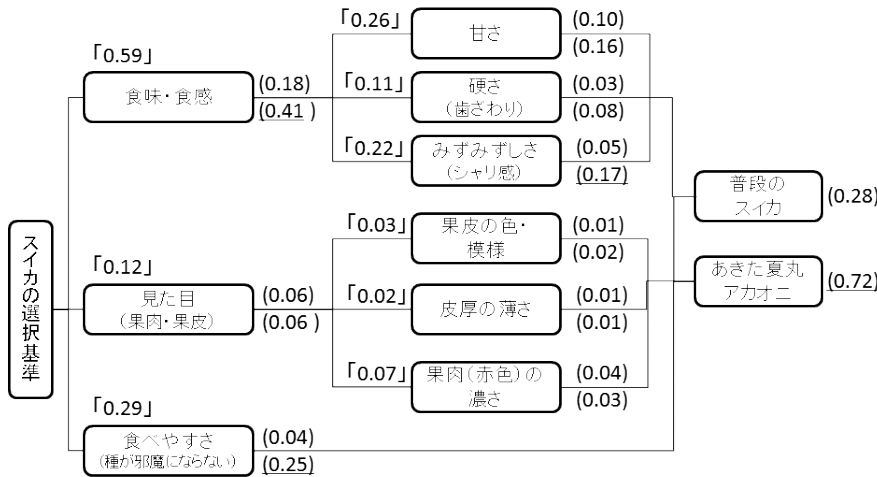 スイカの選択基準
「0.59」
食味・食感
(0.18)
(0.41 )
「0.26」
甘さ
(0.10)
(0.16)
「0.11」
硬さ
(歯ざわり)
(0.03)
(0.08)
「0.22」
みずみずしさ
(シャリ感)
(0.05)
(0.17)
「0.12」
見た目
(果肉・果皮)
(0.06)
(0.06 )
「0.03」
果皮の色・
模様
(0.01)
(0.02)
「0.02」
皮厚の薄さ
(0.01)
(0.01)
「0.07」
果肉(赤色)の
濃さ
(0.04)
(0.03)
「0.29」
食べやすさ
(種が邪魔にならない)
(0.04)
(0.25)
普段の
スイカ
(0.28)
あきた夏丸
アカオニ
(0.72)